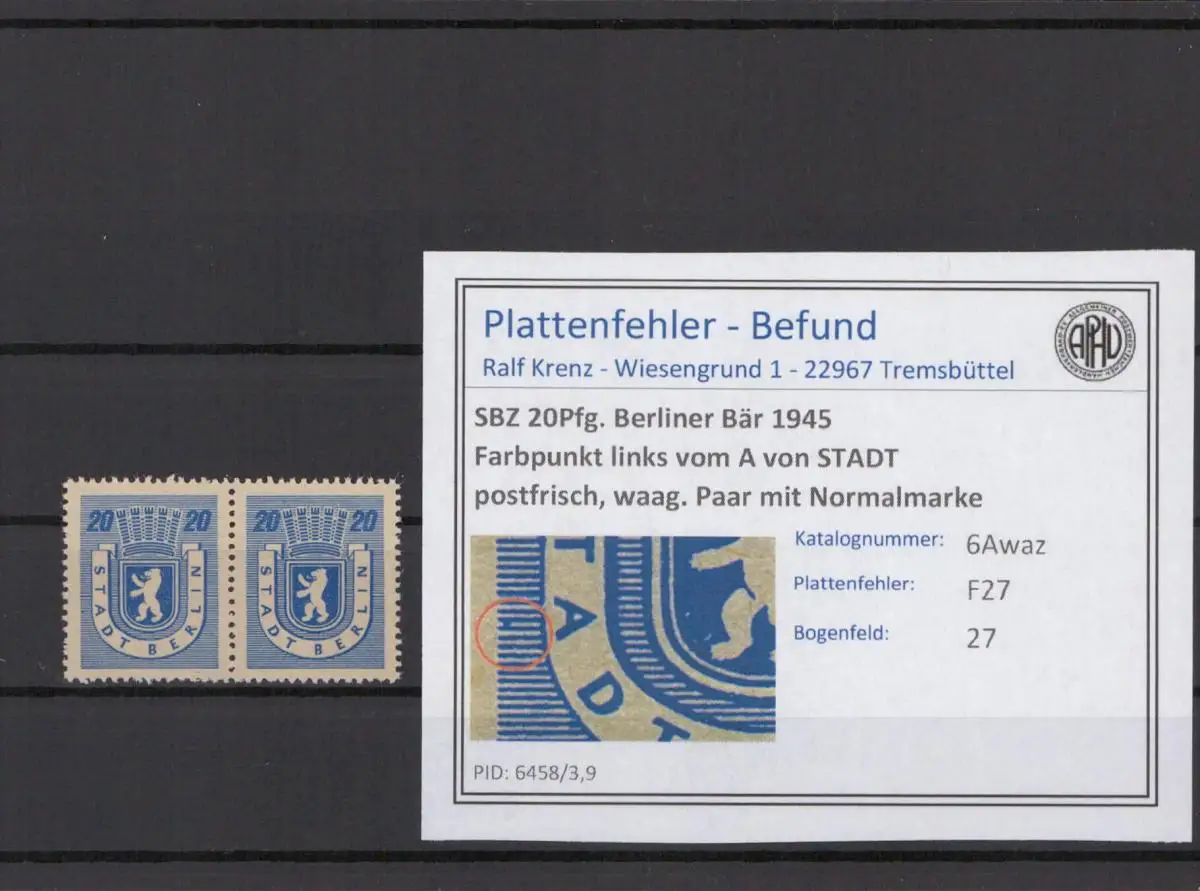 Plattenfehler - Befund
Ralf Krenz - Wiesengrund 1 - 22967 Tremsbüttel
APHV
SBZ 20Pfg. Berliner Bär 1945
Farbpunkt links vom A von STADT
postfrisch, waag. Paar mit Normalmarke
Katalognummer: 6Awaz
Plattenfehler: F27
Bogenfeld: 27
T A D T
PID: 6458/3,9
20 20 20 20
STADT BERLIN STADT BERLIN